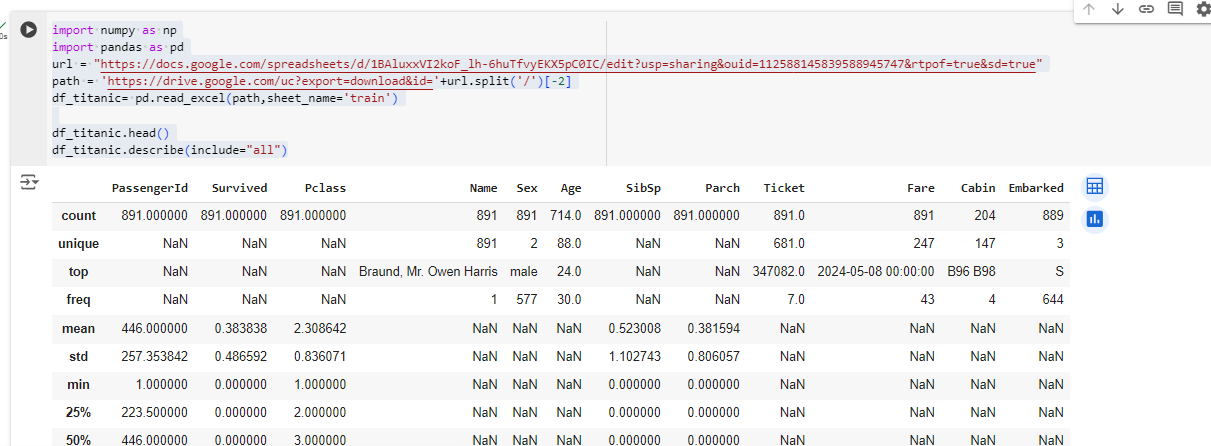 import numpy as np
import pandas as pd
url = "https://docs.google.com/spreadsheets/d/1BAluxxVI2koF_lh-6huTfvyEKX5pC0IC/edit?usp=sharing&ouid=112588145839588945747&rtpof=true&sd=true"
path = 'https://drive.google.com/uc?export=download&id='+url.split('/')[-2]
df_titanic= pd.read_excel(path,sheet_name='train')
df_titanic.head()
df_titanic.describe(include="all")
PassengerId Survived Pclass Name Sex Age SibSp Parch Ticket Fare Cabin Embarked
count 891.000000 891.000000 891.000000 891 891 714.0 891.000000 891.000000 891.0 891 204 889
unique NaN NaN NaN 891 2 88.0 NaN NaN 681.0 247 147 3
top NaN NaN NaN Braund, Mr. Owen Harris male 24.0 NaN NaN 347082.0 2024-05-08 00:00:00 B96 B98 S
freq NaN NaN NaN 1 577 30.0 NaN NaN 7.0 43 4 644
mean 446.000000 0.383838 2.308642 NaN NaN NaN 0.523008 0.381594 NaN NaN NaN NaN
std 257.353842 0.486592 0.836071 NaN NaN NaN 1.102743 0.806057 NaN NaN NaN NaN
min 1.000000 0.000000 1.000000 NaN NaN NaN 0.000000 0.000000 NaN NaN NaN NaN
25% 223.500000 0.000000 2.000000 NaN NaN NaN 0.000000 0.000000 NaN NaN NaN NaN
50% 446.000000 0.000000 3.000000 NaN NaN NaN 0.000000 0.000000 NaN NaN NaN NaN